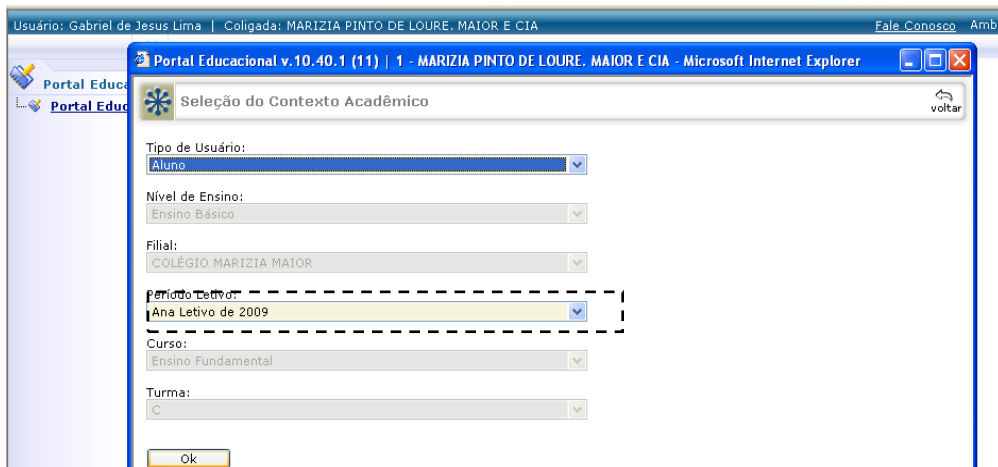 Usuário: Gabriel de Jesus Lima | Coligada: MARIZIA PINTO DE LOURE. MAIOR E CIA
Fale Conosco Amb
Portal Educacional v.10.40.1 (11) | 1 - MARIZIA PINTO DE LOURE. MAIOR E CIA - Microsoft Internet Explorer
Portal Educa
Portal Educ
Seleção do Contexto Acadêmico
voltar
Tipo de Usuário:
Aluno
Nível de Ensino:
Ensino Básico
Filial:
COLÉGIO MARIZIA MAIOR
Período Letivo:
Ana Letivo de 2009
Curso:
Ensino Fundamental
Turma:
C
Ok